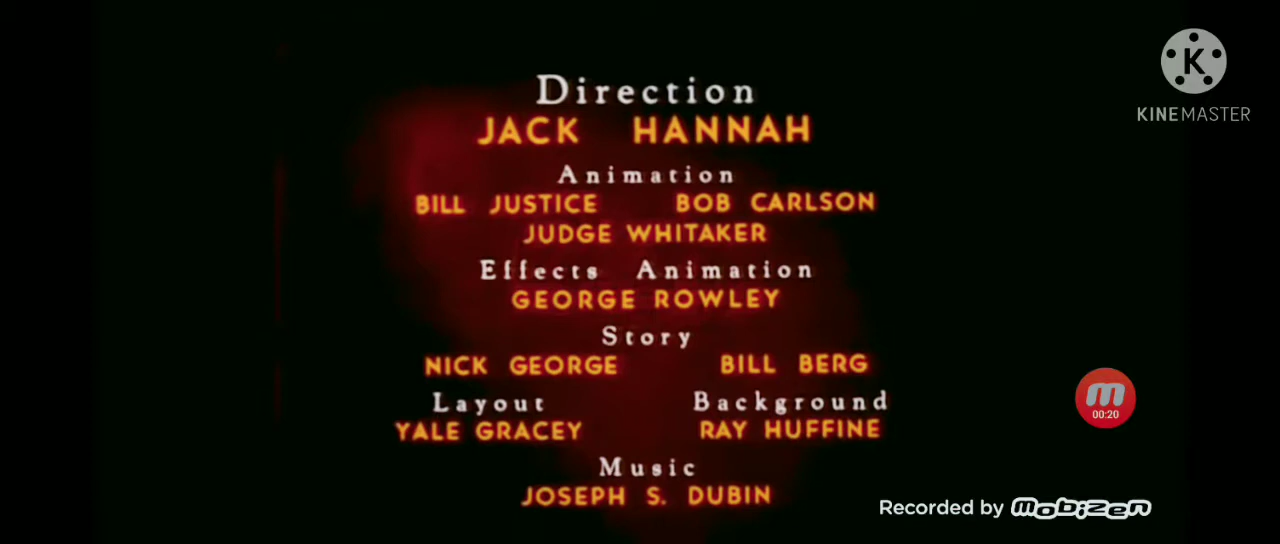 Direction
JACK HANNAH
Animation
BILL JUSTICE BOB CARLSON
JUDGE WHITAKER
Effects Animation
GEORGE ROWLEY
Story
NICK GEORGE BILL BERG
Layout Background
YALE GRACEY RAY HUFFINE
Music
JOSEPH S. DUBIN
K
KINEMASTER
m
00:20
Recorded by mobizen